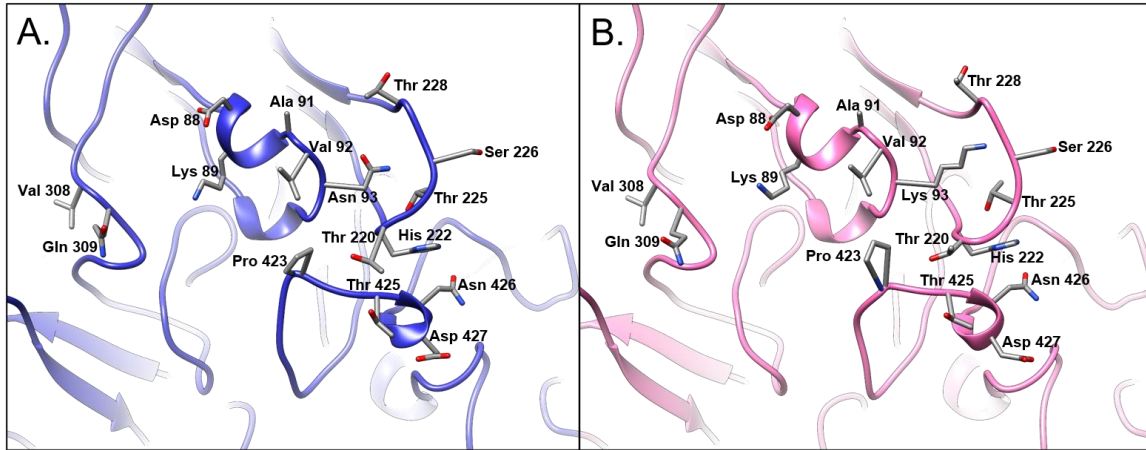 A.
Thr 228
Ala 91
Asp 88
Val 92
Ser 226
Lys 89
Asn 93
Val 308
Thr 225
Thr 220
His 222
Gln 309
Pro 423
Thr 425
Asn 426
Asp 427
B.
Thr 228
Ala 91
Asp 88
Val 92
Ser 226
Lys 89
Lys 93
Val 308
Thr 225
Thr 220
Gln 309
His 222
Pro 423
Thr 425
Asn 426
Asp 427